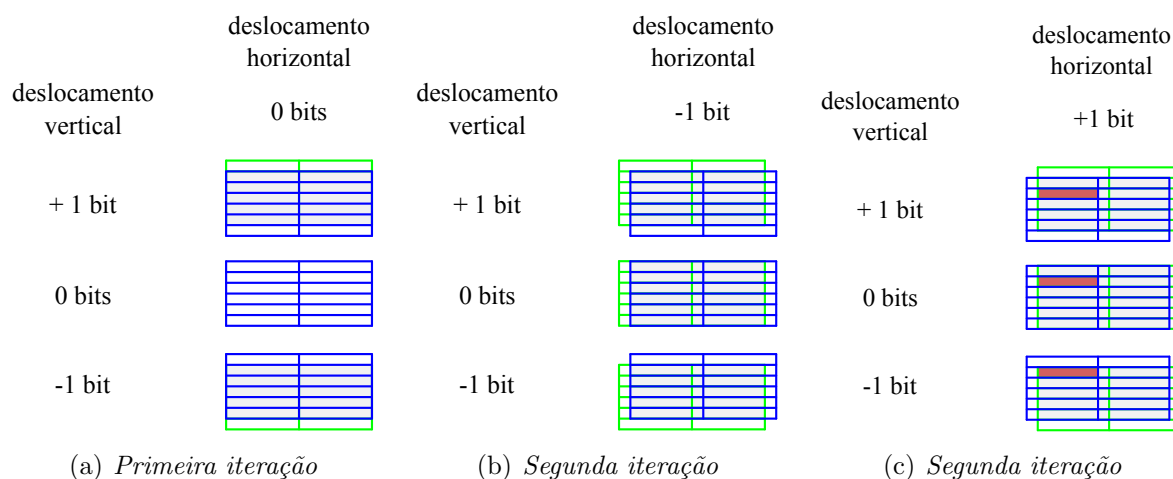 deslocamento
horizontal
deslocamento
vertical
0 bits
+ 1 bit
0 bits
-1 bit
(a) Primeira iteração
deslocamento
horizontal
deslocamento
vertical
-1 bit
+ 1 bit
0 bits
-1 bit
(b) Segunda iteração
deslocamento
horizontal
deslocamento
vertical
+1 bit
+ 1 bit
0 bits
-1 bit
(c) Segunda iteração